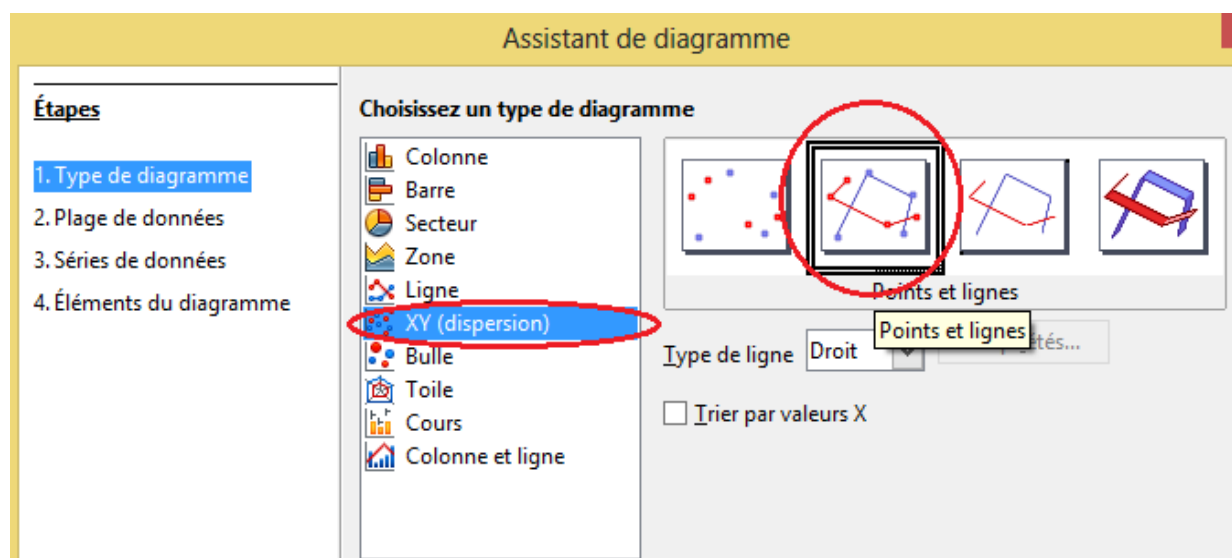 Assistant de diagramme
Étapes
1. Type de diagramme
2. Plage de données
3. Séries de données
4. Éléments du diagramme
Choisissez un type de diagramme
Colonne
Barre
Secteur
Zone
Ligne
XY (dispersion)
Bulle
Toile
Cours
Colonne et ligne
Points et lignes
Points et lignes
Type de ligne Droit
Trier par valeurs X